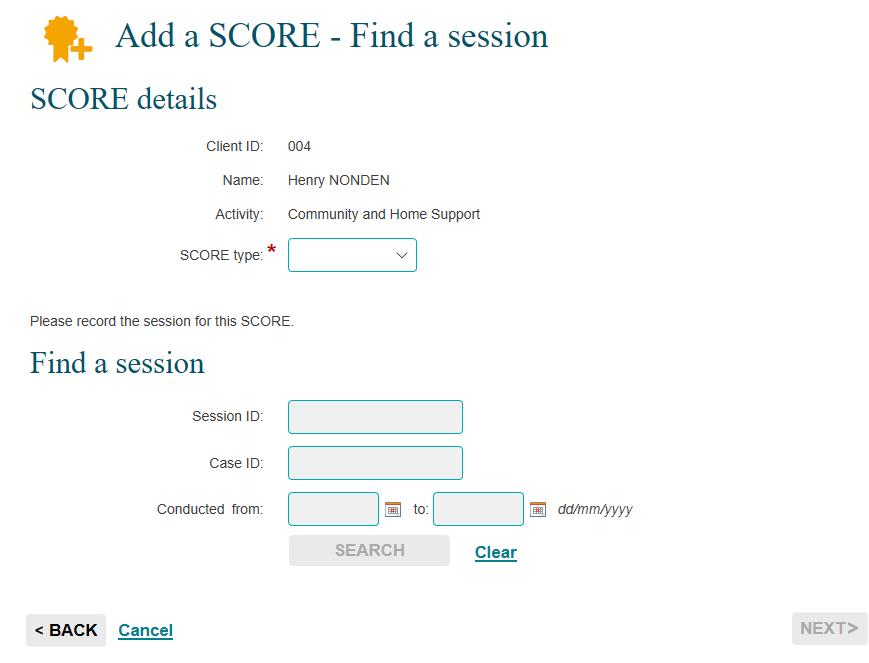 Add a SCORE - Find a session
SCORE details
Client ID: 004
Name: Henry NONDEN
Activity: Community and Home Support
SCORE type: *
Please record the session for this SCORE.
Find a session
Session ID:
Case ID:
Conducted from: to: dd/mm/yyyy
SEARCH Clear
< BACK Cancel NEXT>